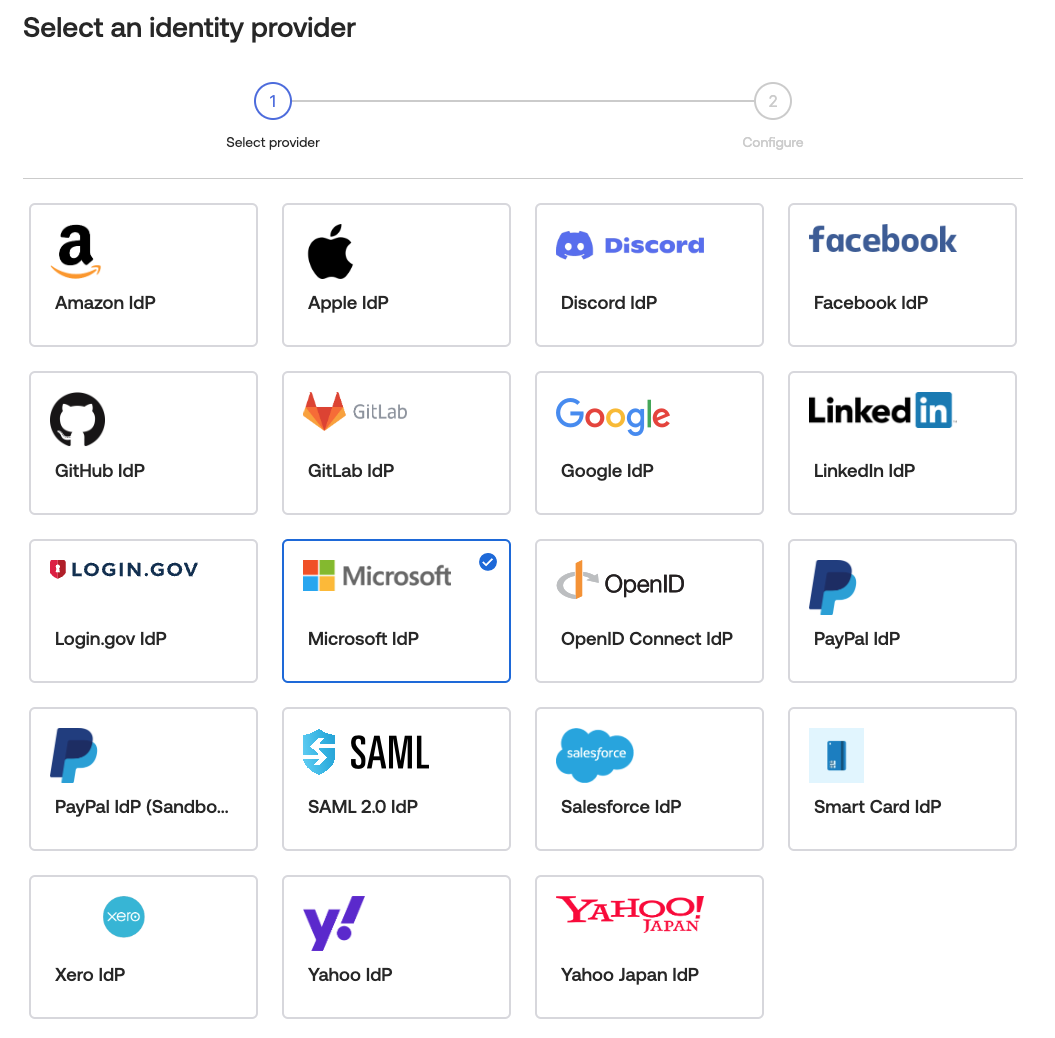 Select an identity provider
1
2
Select provider
Configure
a
Discord
facebook
Amazon IdP
Apple IdP
Discord IdP
Facebook IdP
GitLab
Google
Linked in
GitHub IdP
GitLab IdP
Google IdP
LinkedIn IdP
LOGIN.GOV
Microsoft
OpenID
Login.gov IdP
Microsoft IdP
OpenID Connect IdP
PayPal IdP
SAML
salesforce
PayPal IdP (Sandbo...
SAML 2.0 IdP
Salesforce IdP
Smart Card IdP
xero
y!
YAHOO!
JAPAN
Xero IdP
Yahoo IdP
Yahoo Japan IdP